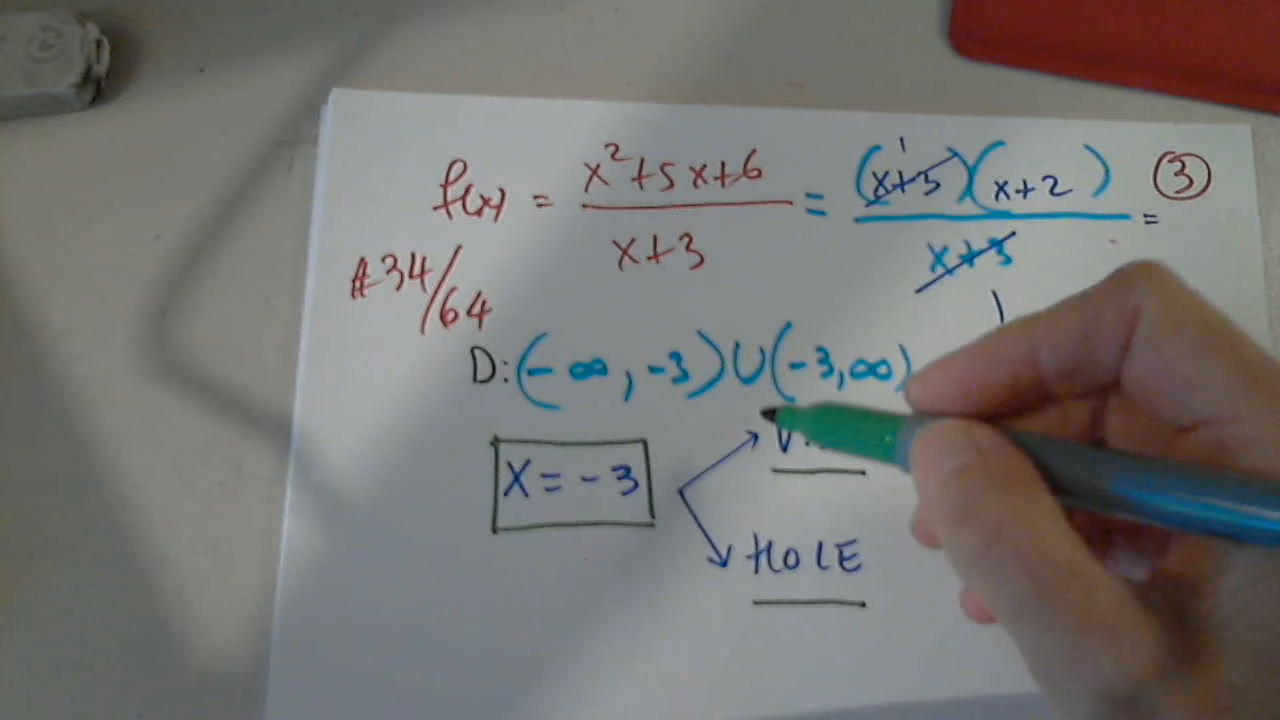 f(x) = x²+5x+6 / x+3 = (x+3)(x+2) / x+3 = ③
1
#34/64
1
D: (-∞, -3) ∪ (-3, ∞)
X = -3
HOLE